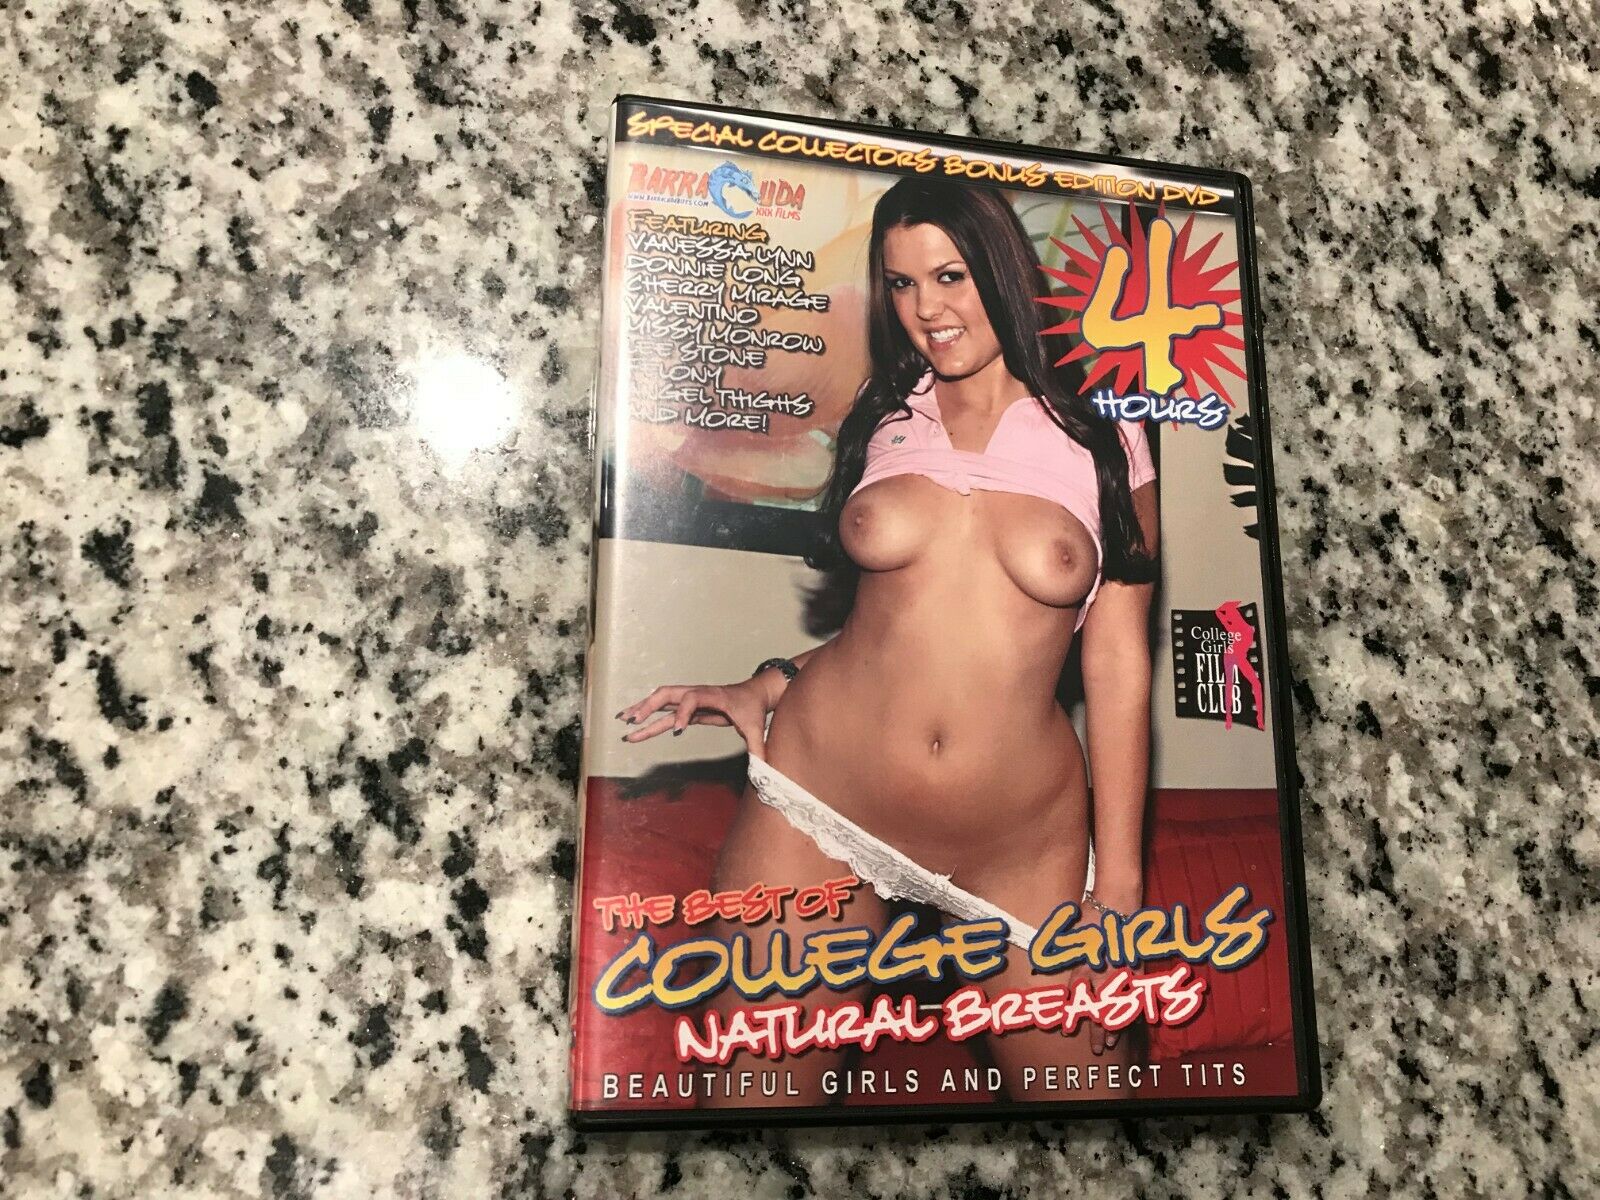 SPECIAL COLLECTORS BONUS EDITION DVD
BARRACUDA
XXX FILMS
FEATURING
VANESSA LYNN
DONNIE LONG
CHERRY MIRAGE
VALENTINO
MISSY MONROW
LEE STONE
FELONY
ANGEL THIGHS
AND MORE!
4
HOURS
College
Girls
FILM
CLUB
THE BEST OF
COLLEGE GIRLS
NATURAL BREASTS
BEAUTIFUL GIRLS AND PERFECT TITS